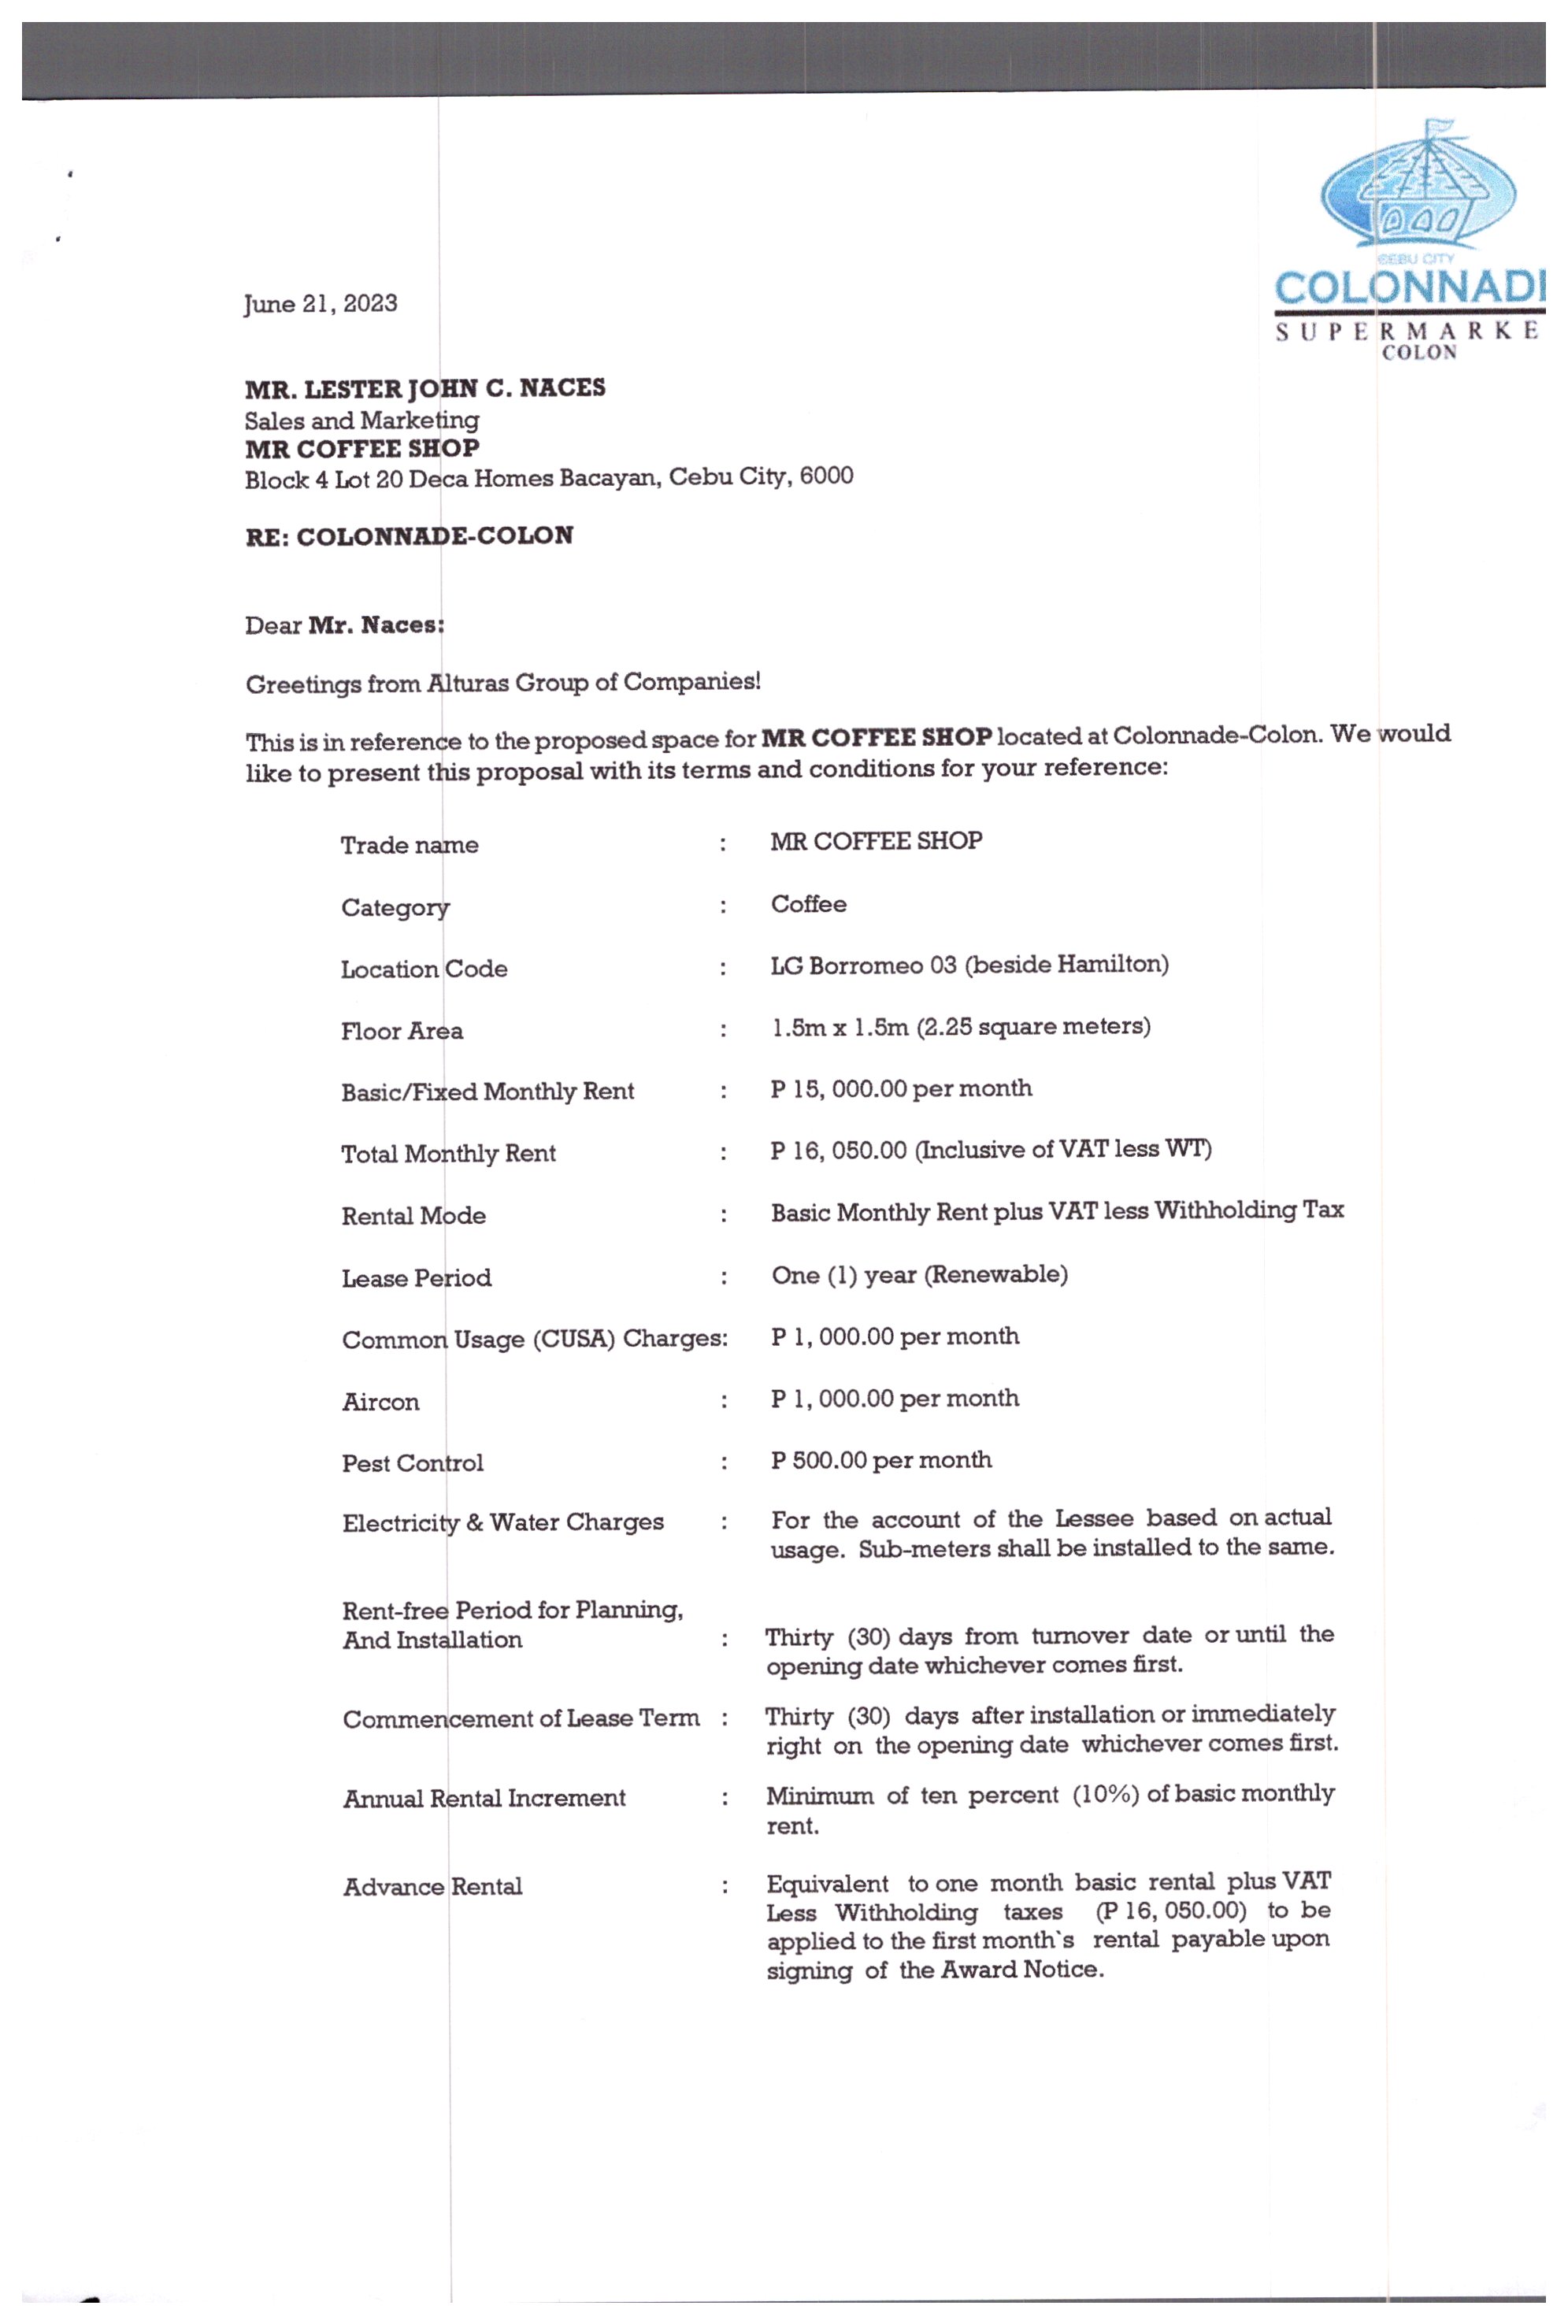 CEBU CITY
COLONNAD
SUPERMARKE
COLON
June 21, 2023
MR. LESTER JOHN C. NACES
Sales and Marketing
MR COFFEE SHOP
Block 4 Lot 20 Deca Homes Bacayan, Cebu City, 6000
RE: COLONNADE-COLON
Dear Mr. Naces:
Greetings from Alturas Group of Companies!
This is in reference to the proposed space for MR COFFEE SHOP located at Colonnade-Colon. We would
like to present this proposal with its terms and conditions for your reference:
Trade name : MR COFFEE SHOP
Category : Coffee
Location Code : LG Borromeo 03 (beside Hamilton)
Floor Area : 1.5m x 1.5m (2.25 square meters)
Basic/Fixed Monthly Rent : P 15, 000.00 per month
Total Monthly Rent : P 16, 050.00 (Inclusive of VAT less WT)
Rental Mode : Basic Monthly Rent plus VAT less Withholding Tax
Lease Period : One (1) year (Renewable)
Common Usage (CUSA) Charges: P 1, 000.00 per month
Aircon : P 1, 000.00 per month
Pest Control : P 500.00 per month
Electricity & Water Charges : For the account of the Lessee based on actual
usage. Sub-meters shall be installed to the same.
Rent-free Period for Planning,
And Installation : Thirty (30) days from turnover date or until the
opening date whichever comes first.
Commencement of Lease Term : Thirty (30) days after installation or immediately
right on the opening date whichever comes first.
Annual Rental Increment : Minimum of ten percent (10%) of basic monthly
rent.
Advance Rental : Equivalent to one month basic rental plus VAT
Less Withholding taxes (P 16, 050.00) to be
applied to the first month`s rental payable upon
signing of the Award Notice.